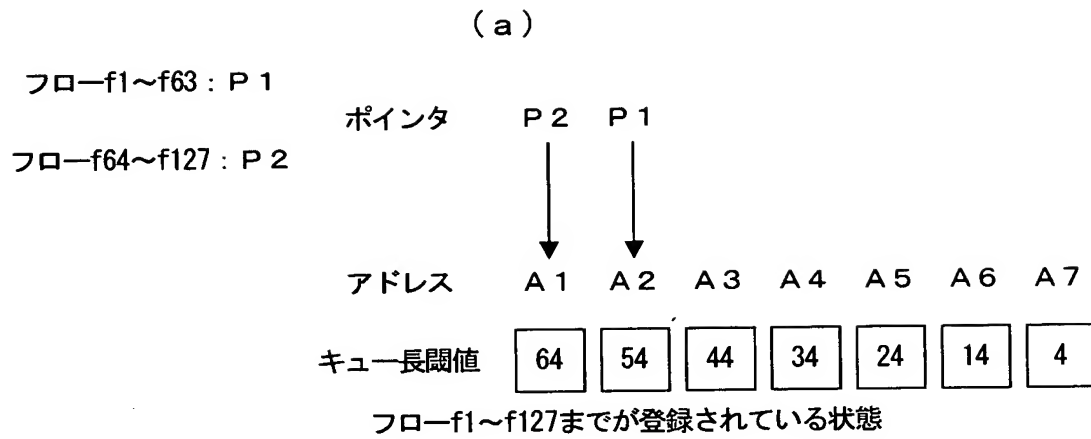 (a)
フローf1〜f63：P1
ポインタ P2 P1
フローf64〜f127：P2
アドレス A1 A2 A3 A4 A5 A6 A7
キュー長閾値 64 54 44 34 24 14 4
フローf1〜f127までが登録されている状態